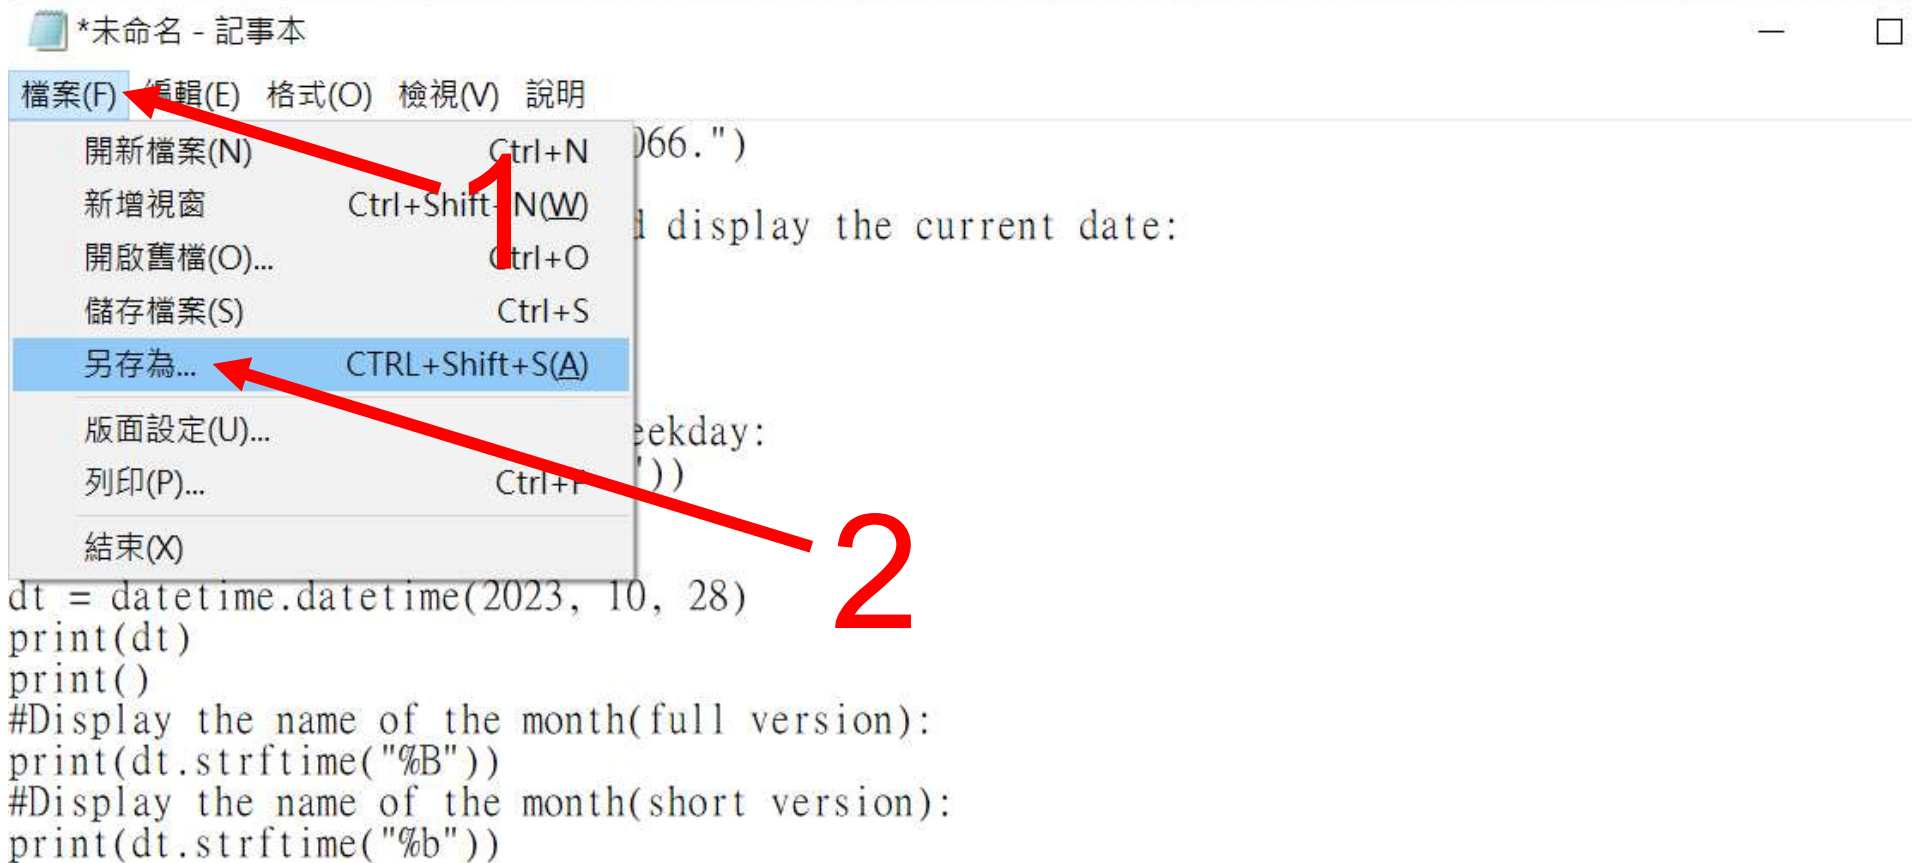 *未命名 - 記事本
檔案(F) 編輯(E) 格式(O) 檢視(V) 說明
開新檔案(N) Ctrl+N
新增視窗 Ctrl+Shift+N(W)
開啟舊檔(O)... Ctrl+O
儲存檔案(S) Ctrl+S
另存為... CTRL+Shift+S(A)
版面設定(U)...
列印(P)... Ctrl+P
結束(X)
1
2
066.")
display the current date:
eekday:
"))
dt = datetime.datetime(2023, 10, 28)
print(dt)
print()
#Display the name of the month(full version):
print(dt.strftime("%B"))
#Display the name of the month(short version):
print(dt.strftime("%b"))